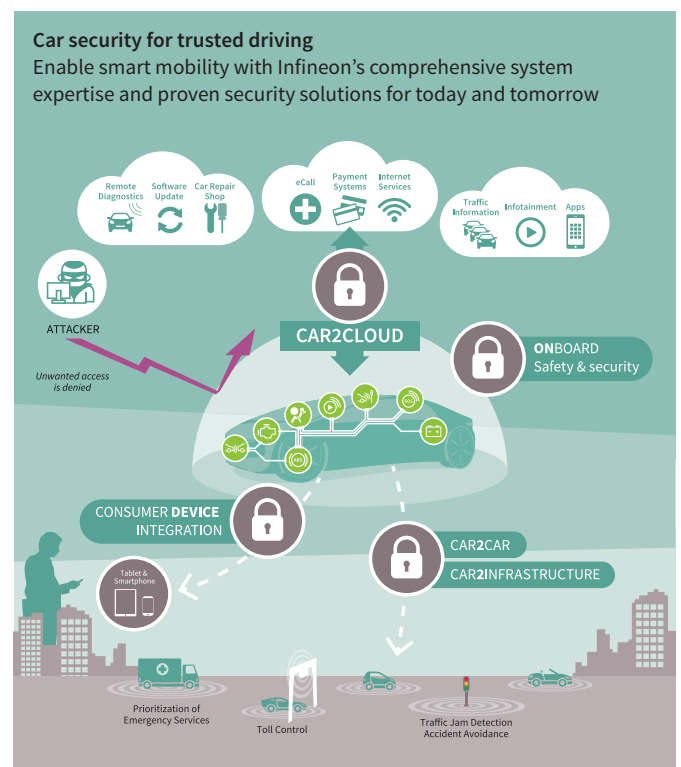 Car security for trusted driving
Enable smart mobility with Infineon's comprehensive system
expertise and proven security solutions for today and tomorrow
Remote
Diagnostics
Software
Update
Car Repair
Shop
eCall
Payment
Systems
Internet
Services
Traffic
Information
Infotainment
Apps
ATTACKER
Unwanted access
is denied
CAR2CLOUD
ONBOARD
Safety & security
SOS
ABS
CONSUMER DEVICE
INTEGRATION
CAR2CAR
CAR2INFRASTRUCTURE
Tablet &
Smartphone
Prioritization of
Emergency Services
Toll Control
Traffic Jam Detection
Accident Avoidance